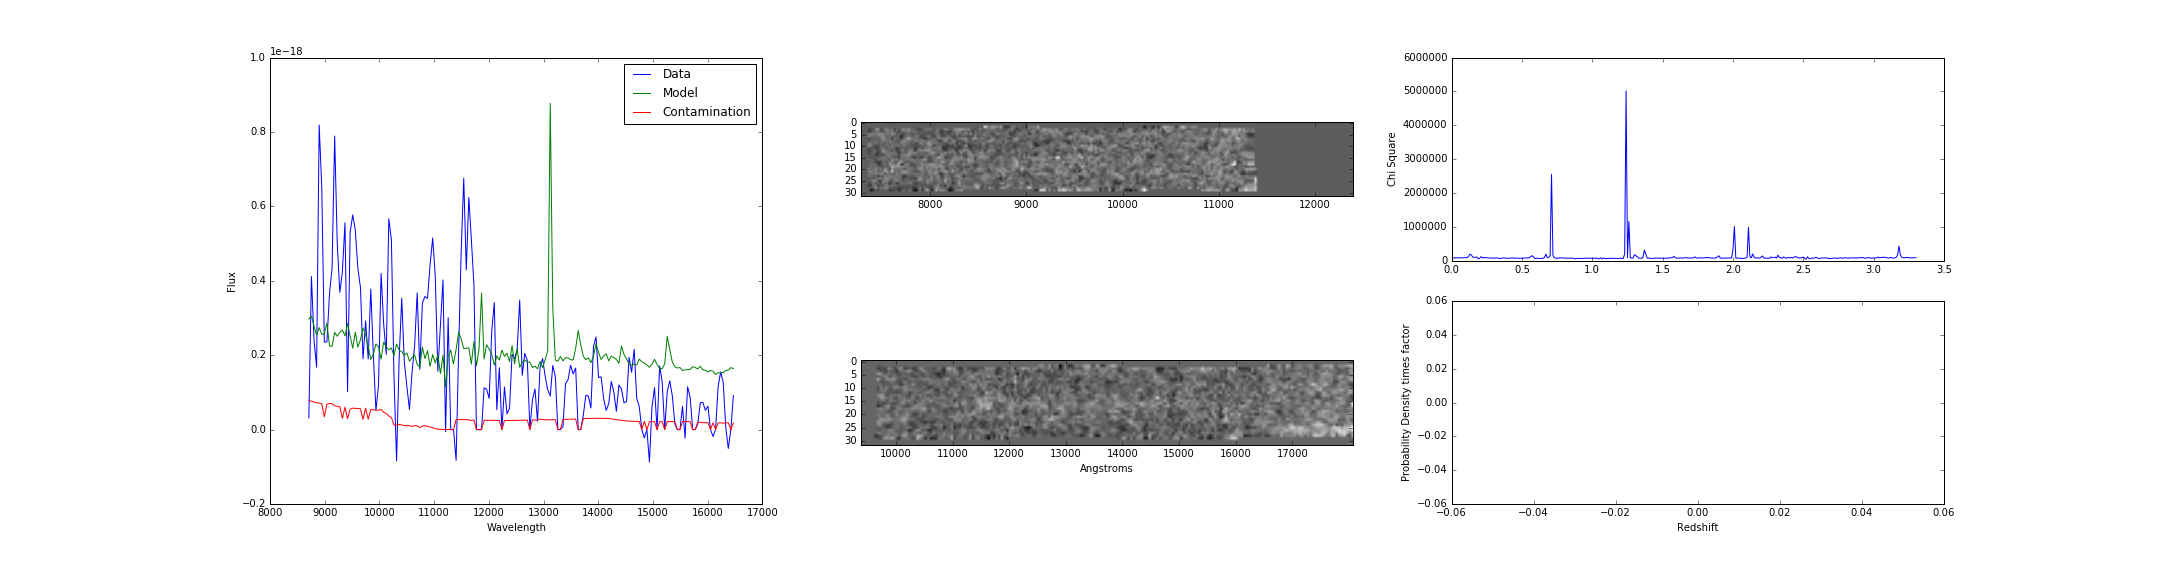 1e−18
1.0
0.8
0.6
0.4
0.2
0.0
−0.2
Flux
Data
Model
Contamination
8000 9000 10000 11000 12000 13000 14000 15000 16000 17000
Wavelength
0
5
10
15
20
25
30
8000 9000 10000 11000 12000
0
5
10
15
20
25
30
10000 11000 12000 13000 14000 15000 16000 17000
Angstroms
6000000
5000000
4000000
3000000
2000000
1000000
0
Chi Square
0.0 0.5 1.0 1.5 2.0 2.5 3.0 3.5
0.06
0.04
0.02
0.00
−0.02
−0.04
−0.06
Probability Density times factor
−0.06 −0.04 −0.02 0.00 0.02 0.04 0.06
Redshift